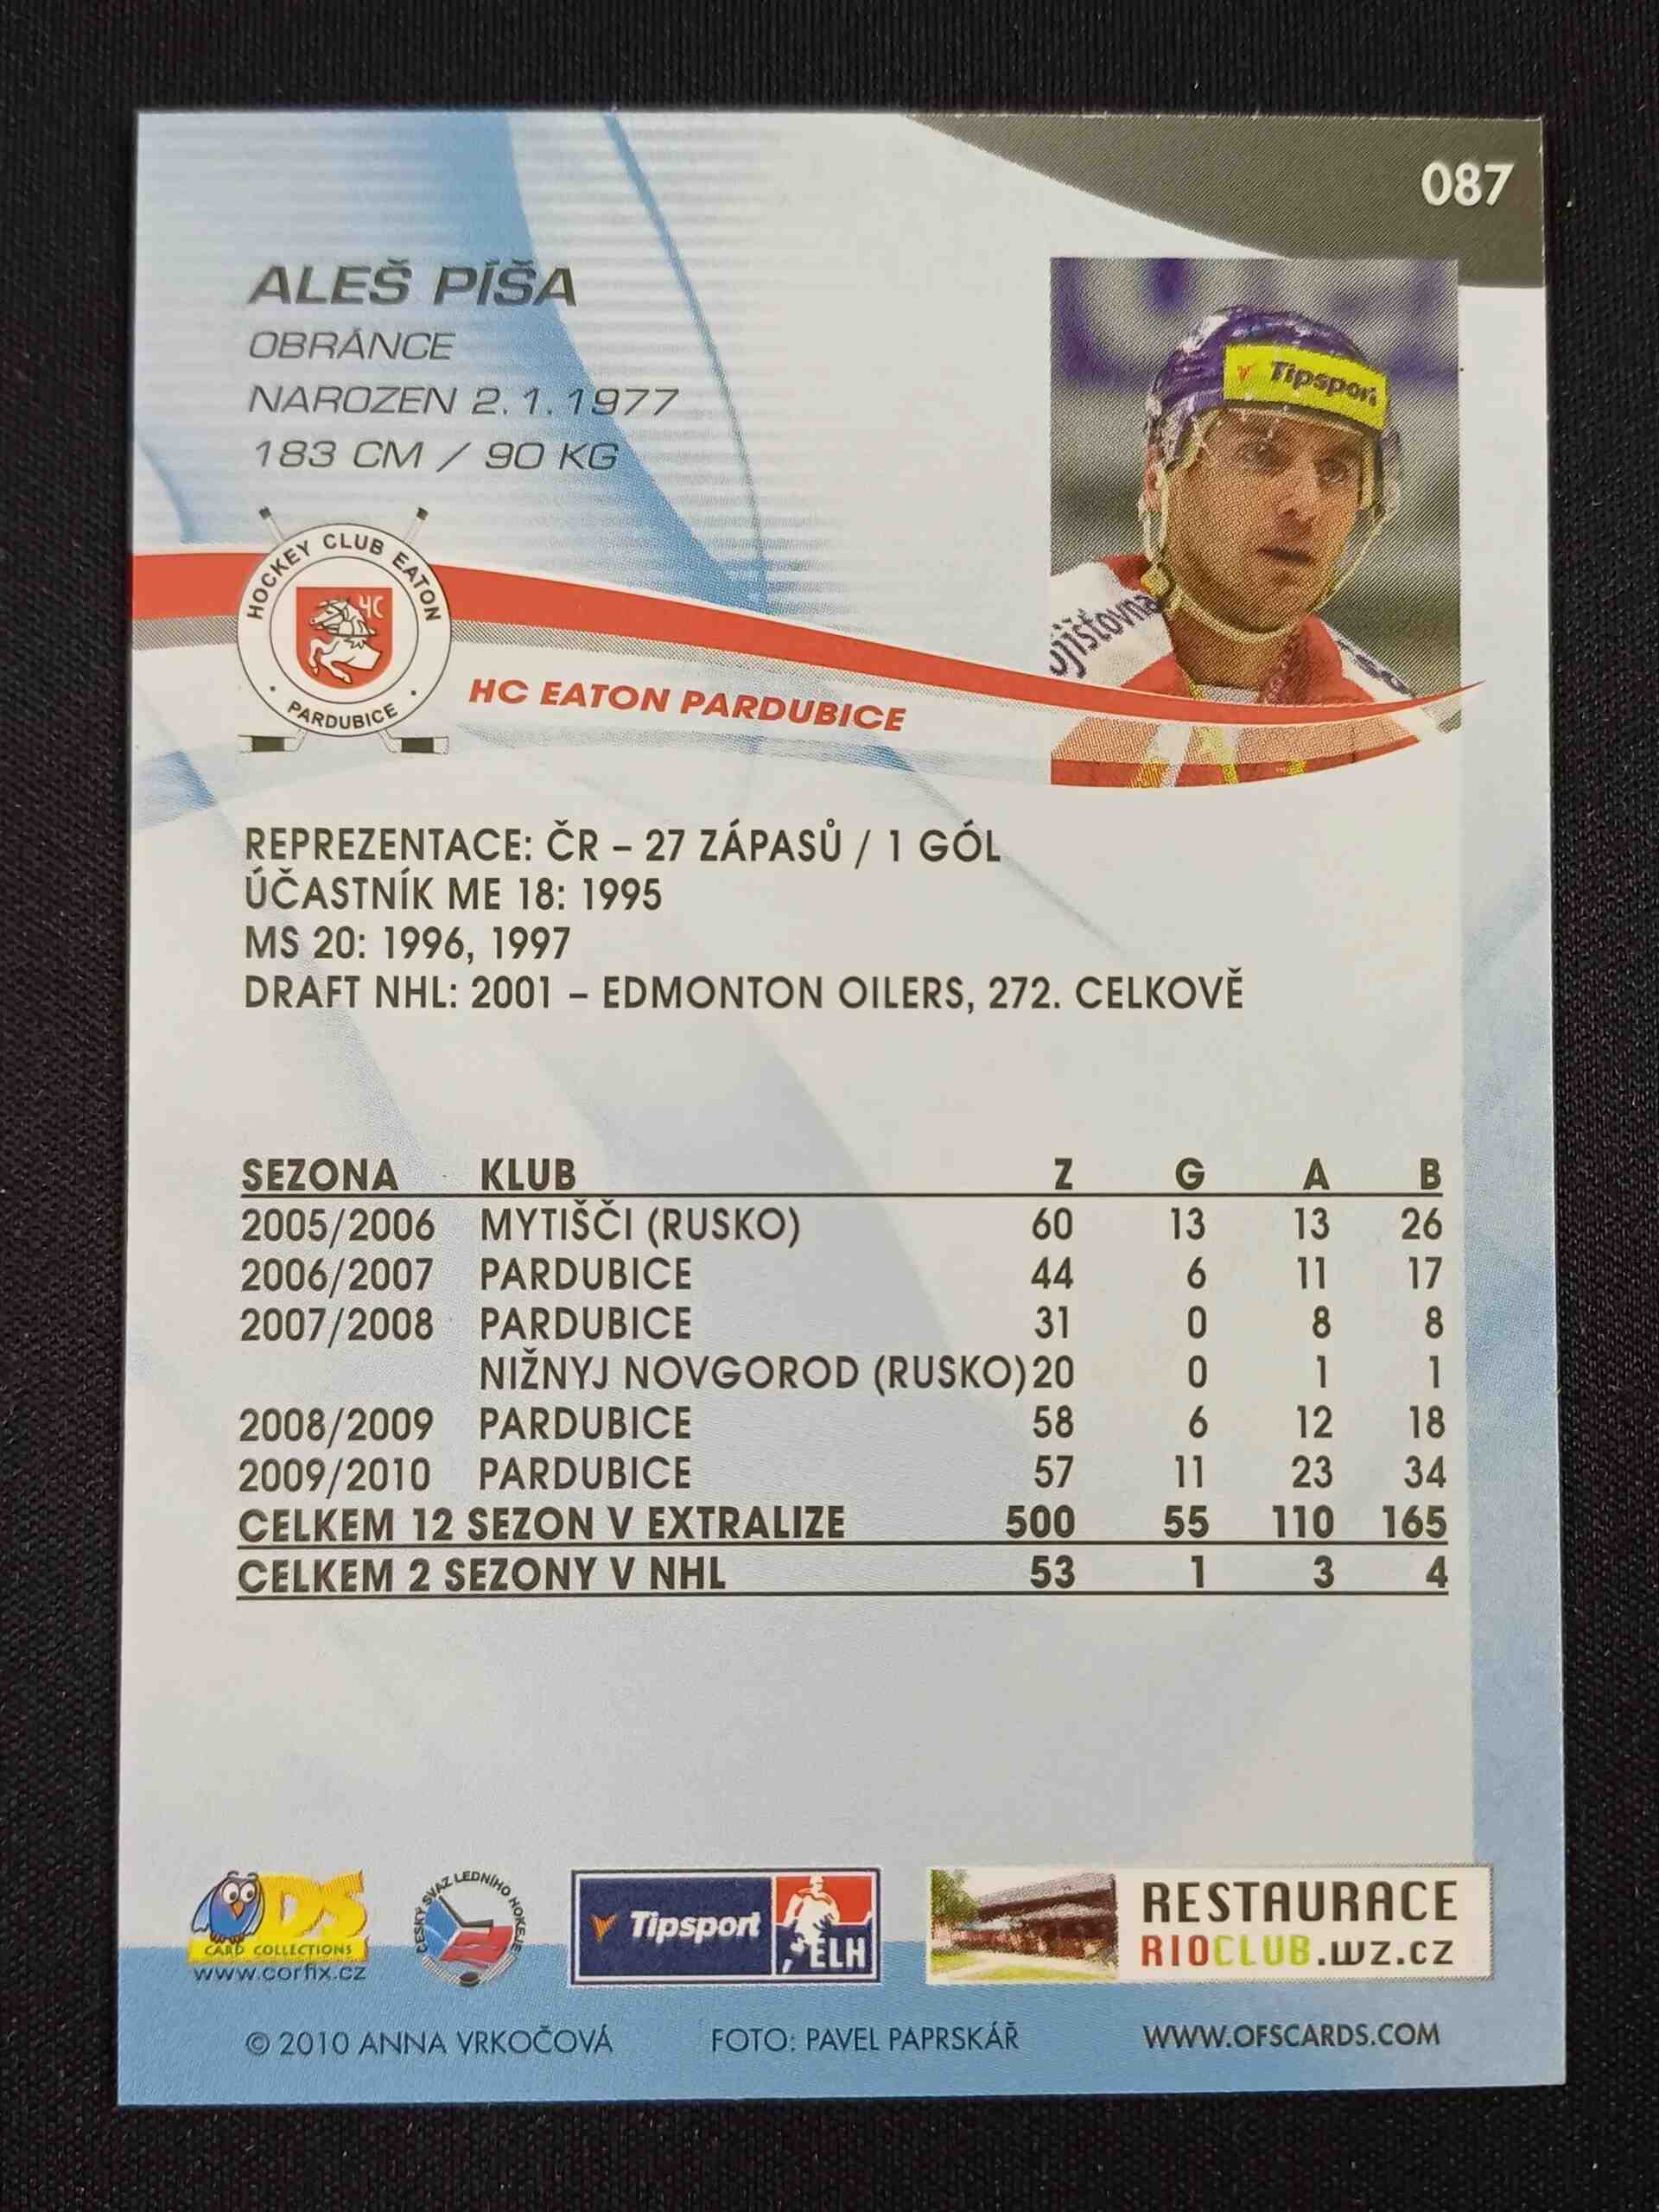 087
ALEŠ PÍŠA
OBRÁNCE
NAROZEN 2. 1. 1977
183 CM / 90 KG
Tipsport
HOCKEY CLUB EATON
HC
• PARDUBICE •
HC EATON PARDUBICE
REPREZENTACE: ČR – 27 ZÁPASŮ / 1 GÓL
ÚČASTNÍK ME 18: 1995
MS 20: 1996, 1997
DRAFT NHL: 2001 – EDMONTON OILERS, 272. CELKOVĚ
SEZONA KLUB Z G A B
2005/2006 MYTIŠČI (RUSKO) 60 13 13 26
2006/2007 PARDUBICE 44 6 11 17
2007/2008 PARDUBICE 31 0 8 8
NIŽNYJ NOVGOROD (RUSKO) 20 0 1 1
2008/2009 PARDUBICE 58 6 12 18
2009/2010 PARDUBICE 57 11 23 34
CELKEM 12 SEZON V EXTRALIZE 500 55 110 165
CELKEM 2 SEZONY V NHL 53 1 3 4
DS
CARD COLLECTIONS
www.corfix.cz
ČESKÝ SVAZ LEDNÍHO HOKEJE
Tipsport ELH
RESTAURACE
RIOCLUB.WZ.CZ
© 2010 ANNA VRKOČOVÁ FOTO: PAVEL PAPRSKÁŘ WWW.OFSCARDS.COM